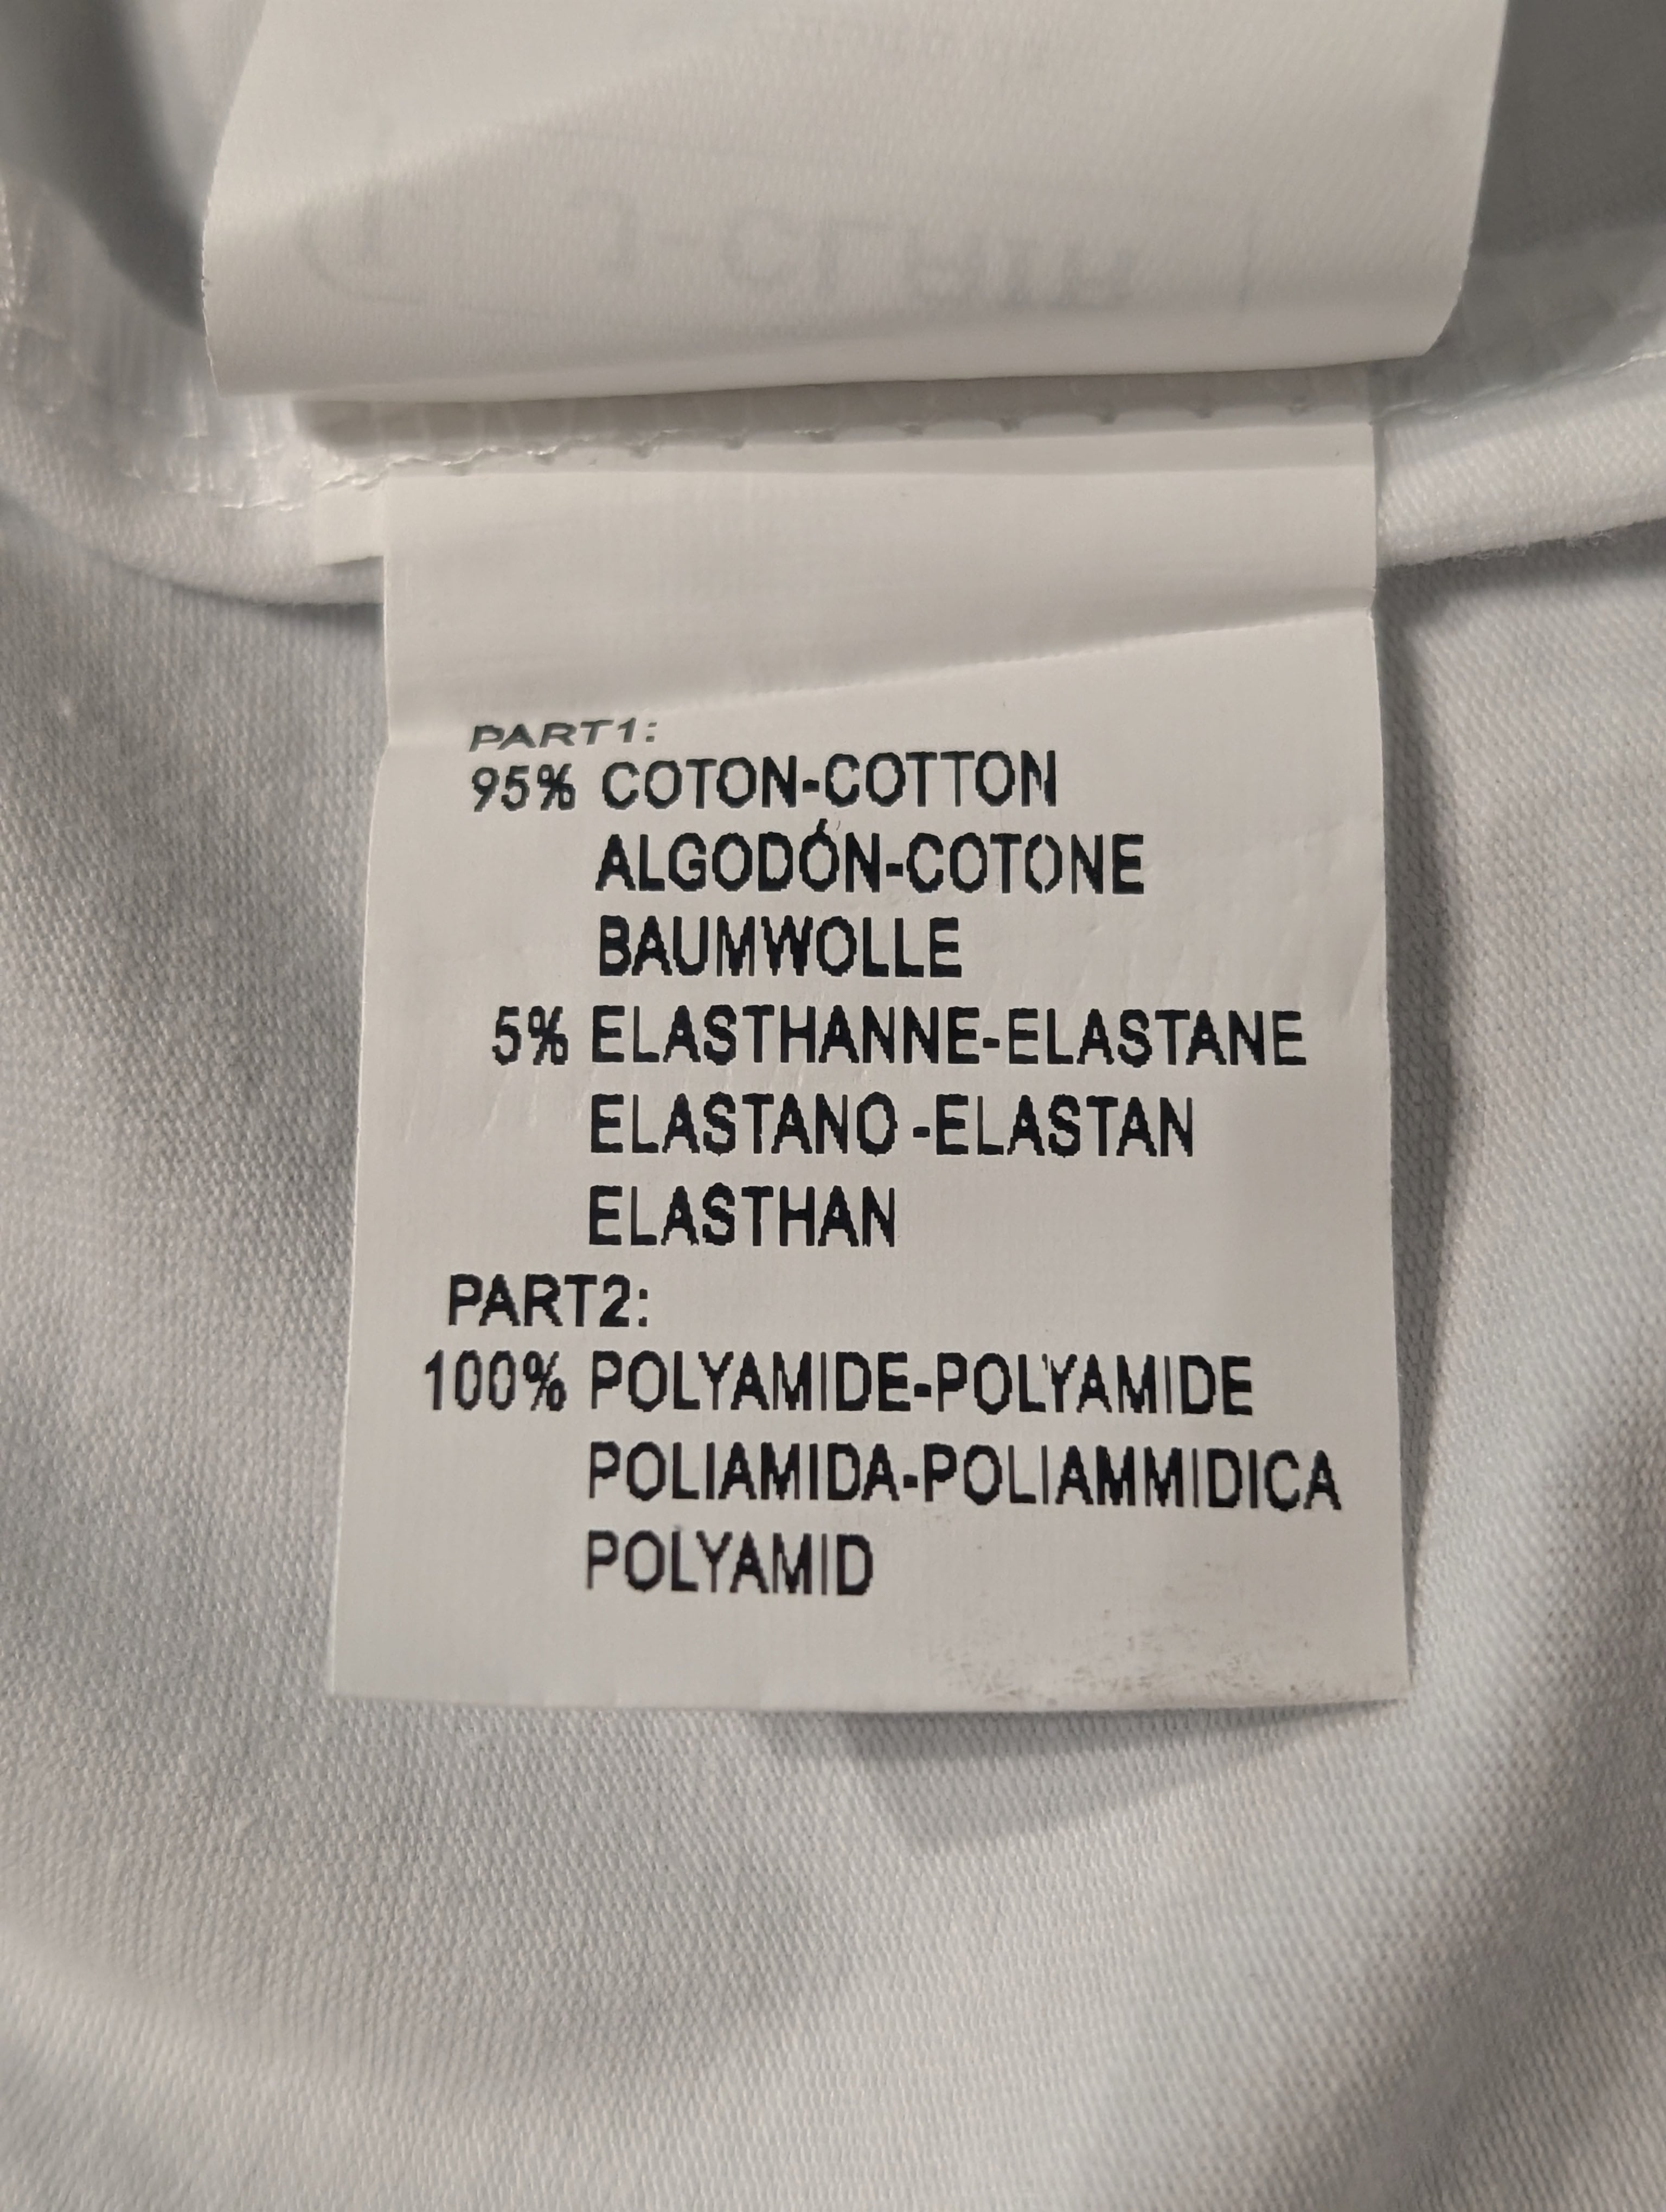 PART1:
95% COTON-COTTON
ALGODÓN-COTONE
BAUMWOLLE
5% ELASTHANNE-ELASTANE
ELASTANO-ELASTAN
ELASTHAN
PART2:
100% POLYAMIDE-POLYAMIDE
POLIAMIDA-POLIAMMIDICA
POLYAMID